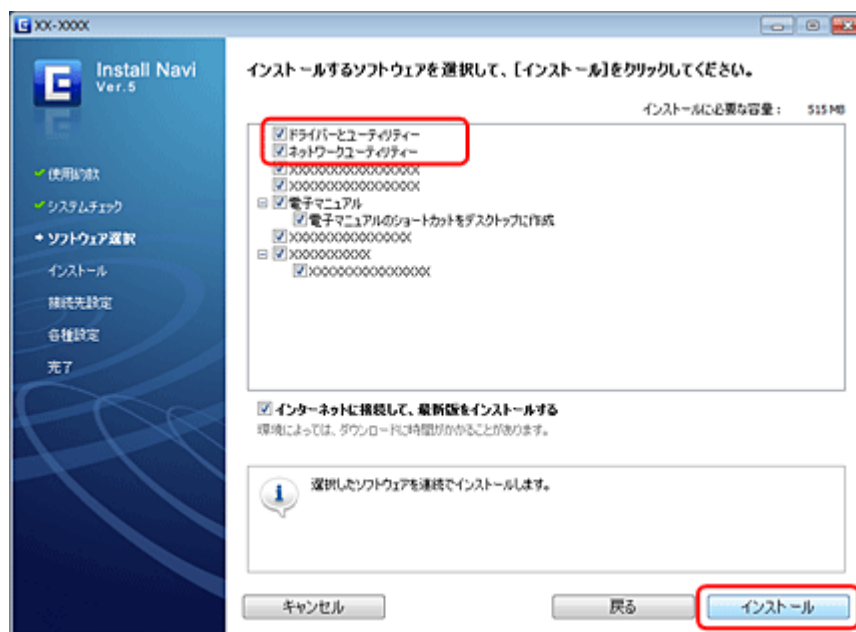 XX-XXXX
Install Navi
Ver.5
使用約款
システムチェック
ソフトウェア選択
インストール
接続先設定
各種設定
完了
インストールするソフトウェアを選択して、[インストール]をクリックしてください。
インストールに必要な容量： 515 MB
ドライバーとユーティリティー
ネットワークユーティリティー
XXXXXXXXXXXXXXXXX
XXXXXXXXXXXXXXXXX
電子マニュアル
電子マニュアルのショートカットをデスクトップに作成
XXXXXXXXXXXXXXXX
XXXXXXXXXXX
XXXXXXXXXXXXXXXX
インターネットに接続して、最新版をインストールする
環境によっては、ダウンロードに時間がかかることがあります。
選択したソフトウェアを連続でインストールします。
キャンセル
戻る
インストール